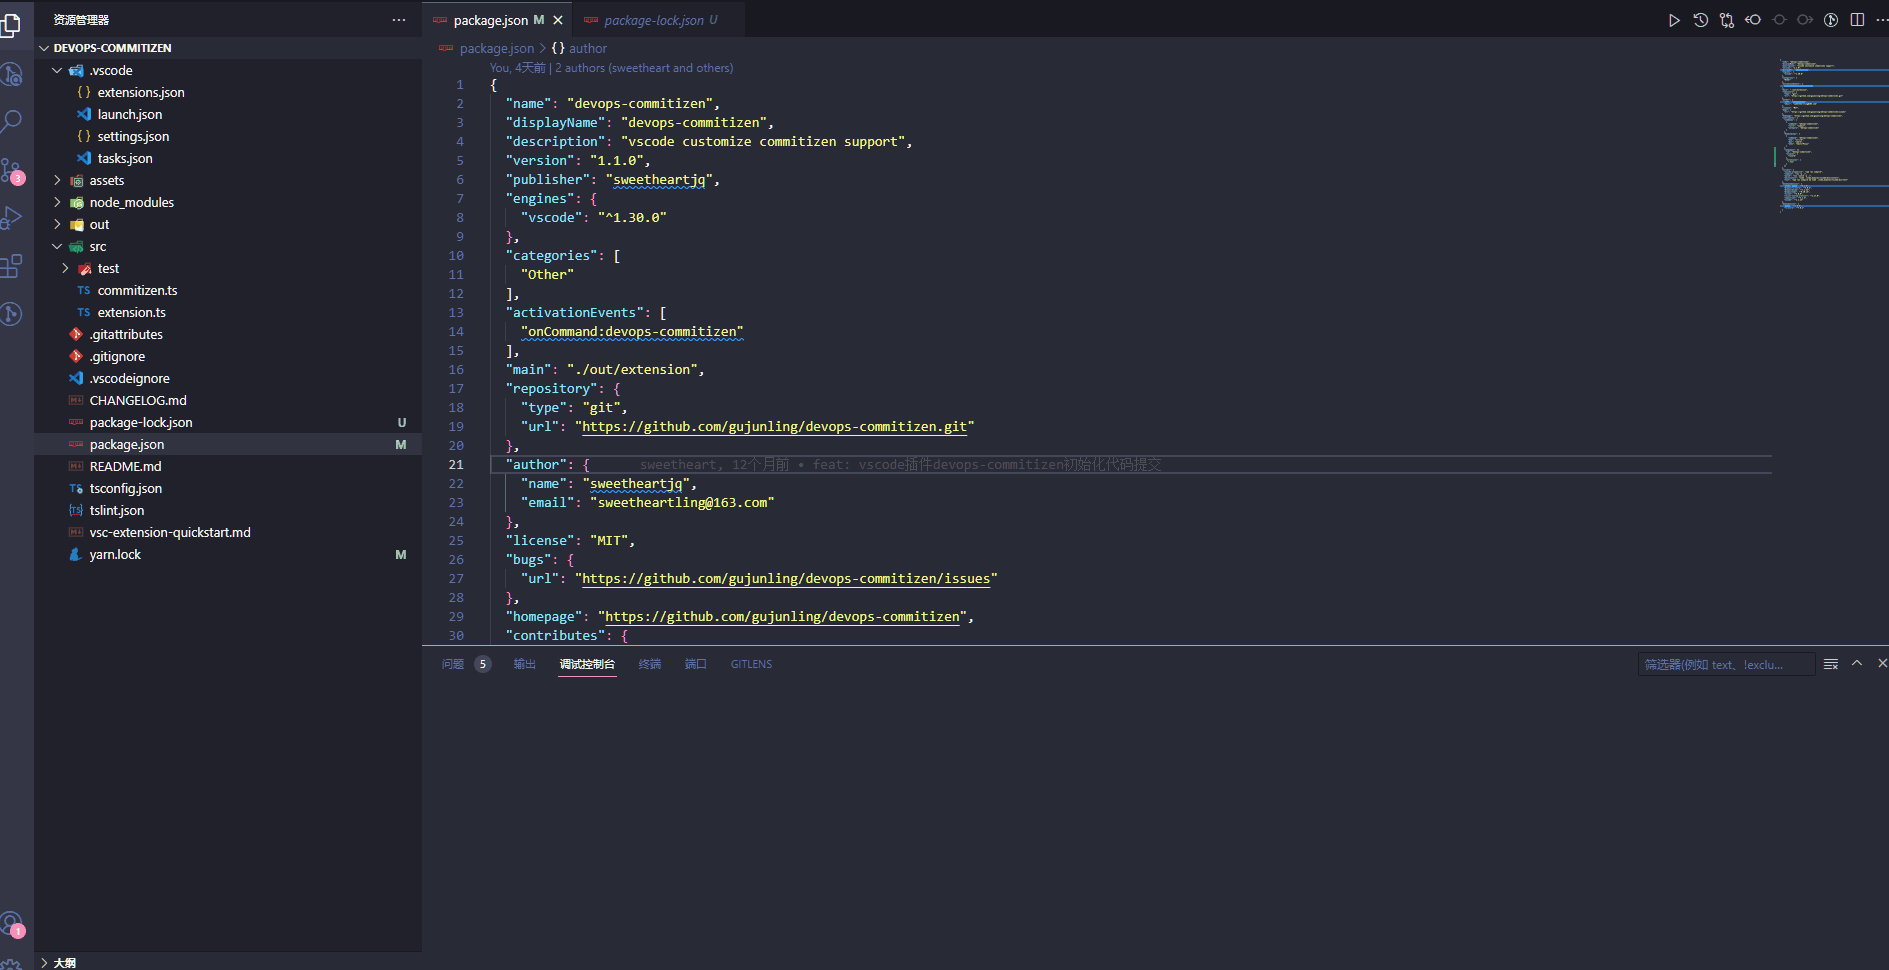 资源管理器
DEVOPS-COMMITIZEN
.vscode
extensions.json
launch.json
settings.json
tasks.json
assets
node_modules
out
src
test
TS commitizen.ts
TS extension.ts
.gitattributes
.gitignore
.vscodeignore
CHANGELOG.md
package-lock.json U
package.json M
README.md
tsconfig.json
tslint.json
vsc-extension-quickstart.md
yarn.lock M
大纲
3
1
package.json M
package-lock.json U
package.json > {} author
You, 4天前 | 2 authors (sweetheart and others)
1 {
2 "name": "devops-commitizen",
3 "displayName": "devops-commitizen",
4 "description": "vscode customize commitizen support",
5 "version": "1.1.0",
6 "publisher": "sweetheartjq",
7 "engines": {
8 "vscode": "^1.30.0"
9 },
10 "categories": [
11 "Other"
12 ],
13 "activationEvents": [
14 "onCommand:devops-commitizen"
15 ],
16 "main": "./out/extension",
17 "repository": {
18 "type": "git",
19 "url": "https://github.com/gujunling/devops-commitizen.git"
20 },
21 "author": { sweetheart, 12个月前 • feat: vscode插件devops-commitizen初始化代码提交
22 "name": "sweetheartjq",
23 "email": "sweetheartling@163.com"
24 },
25 "license": "MIT",
26 "bugs": {
27 "url": "https://github.com/gujunling/devops-commitizen/issues"
28 },
29 "homepage": "https://github.com/gujunling/devops-commitizen",
30 "contributes": {
问题 5 输出 调试控制台 终端 端口 GITLENS
筛选器(例如 text、!exclu...